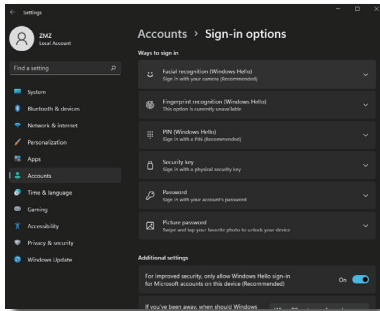 Settings
ZMZ
Local Account
Find a setting
System
Bluetooth & devices
Network & internet
Personalization
Apps
Accounts
Time & language
Gaming
Accessibility
Privacy & security
Windows Update
Accounts > Sign-in options
Ways to sign in
Facial recognition (Windows Hello)
Sign in with your camera (Recommended)
Fingerprint recognition (Windows Hello)
This option is currently unavailable
PIN (Windows Hello)
Sign in with a PIN (Recommended)
Security key
Sign in with a physical security key
Password
Sign in with your account's password
Picture password
Swipe and tap your favorite photo to unlock your device
Additional settings
For improved security, only allow Windows Hello sign-in
for Microsoft accounts on this device (Recommended)
On
If you've been away, when should Windows